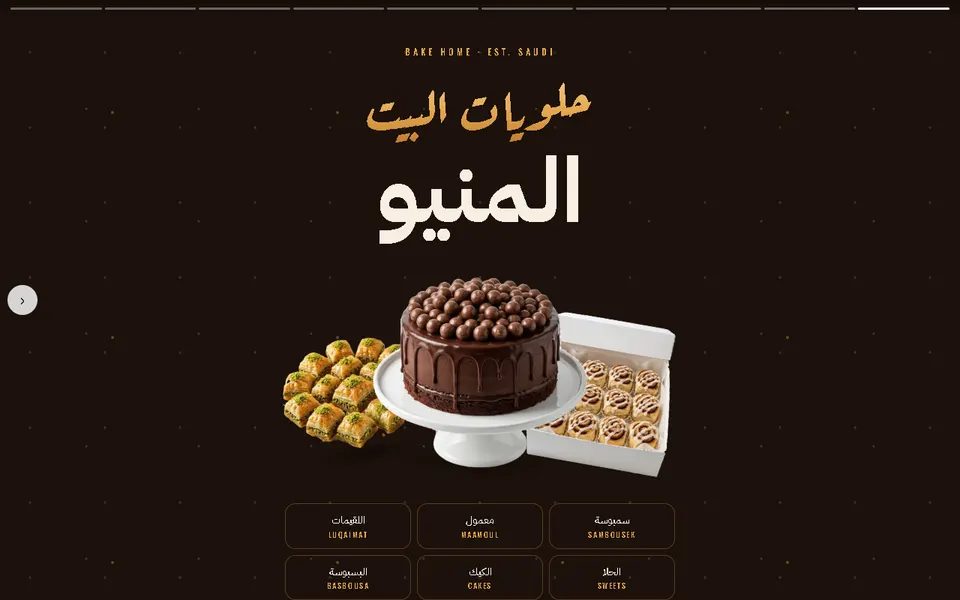 BAKE HOME - EST. SAUDI
حلويات البيت
المنيو
سمبوسة
SAMBOUSEK
معمول
MAAMOUL
اللقيمات
LUQAIMAT
الحلا
SWEETS
الكيك
CAKES
البسبوسة
BASBOUSA